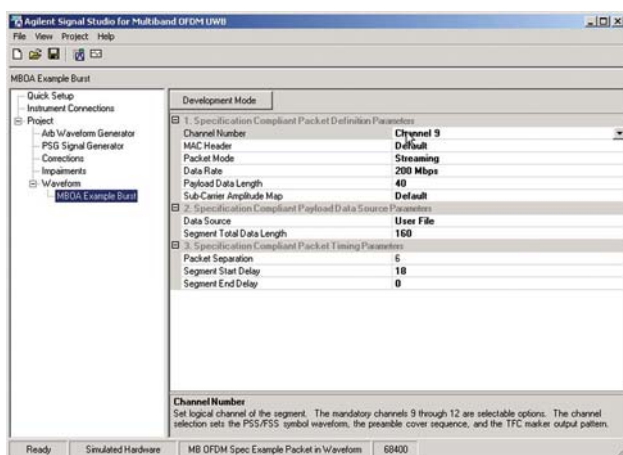 Agilent Signal Studio for Multiband OFDM UWB
File View Project Help
MBOA Example Burst
Quick Setup
Instrument Connections
Project
Arb Waveform Generator
PSG Signal Generator
Corrections
Impairments
Waveform
MBOA Example Burst
Development Mode
1. Specification Compliant Packet Definition Parameters
Channel Number Channel 9
MAC Header Default
Packet Mode Streaming
Data Rate 200 Mbps
Payload Data Length 40
Sub-Carrier Amplitude Map Default
2. Specification Compliant Payload Data Source Parameters
Data Source User File
Segment Total Data Length 160
3. Specification Compliant Packet Timing Parameters
Packet Separation 6
Segment Start Delay 18
Segment End Delay 0
Channel Number
Set logical channel of the segment. The mandatory channels 9 through 12 are selectable options. The channel
selection sets the PSS/FSS symbol waveform, the preamble cover sequence, and the TFC marker output pattern.
Ready Simulated Hardware MB OFDM Spec Example Packet in Waveform 68400